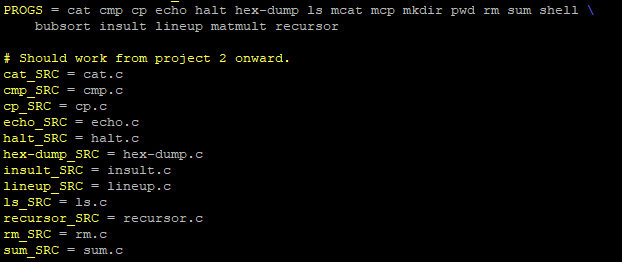 PROGS = cat cmp cp echo halt hex-dump ls mcat mcp mkdir pwd rm sum shell \
bubsort insult lineup matmult recursor
# Should work from project 2 onward.
cat_SRC = cat.c
cmp_SRC = cmp.c
cp_SRC = cp.c
echo_SRC = echo.c
halt_SRC = halt.c
hex-dump_SRC = hex-dump.c
insult_SRC = insult.c
lineup_SRC = lineup.c
ls_SRC = ls.c
recursor_SRC = recursor.c
rm_SRC = rm.c
sum_SRC = sum.c